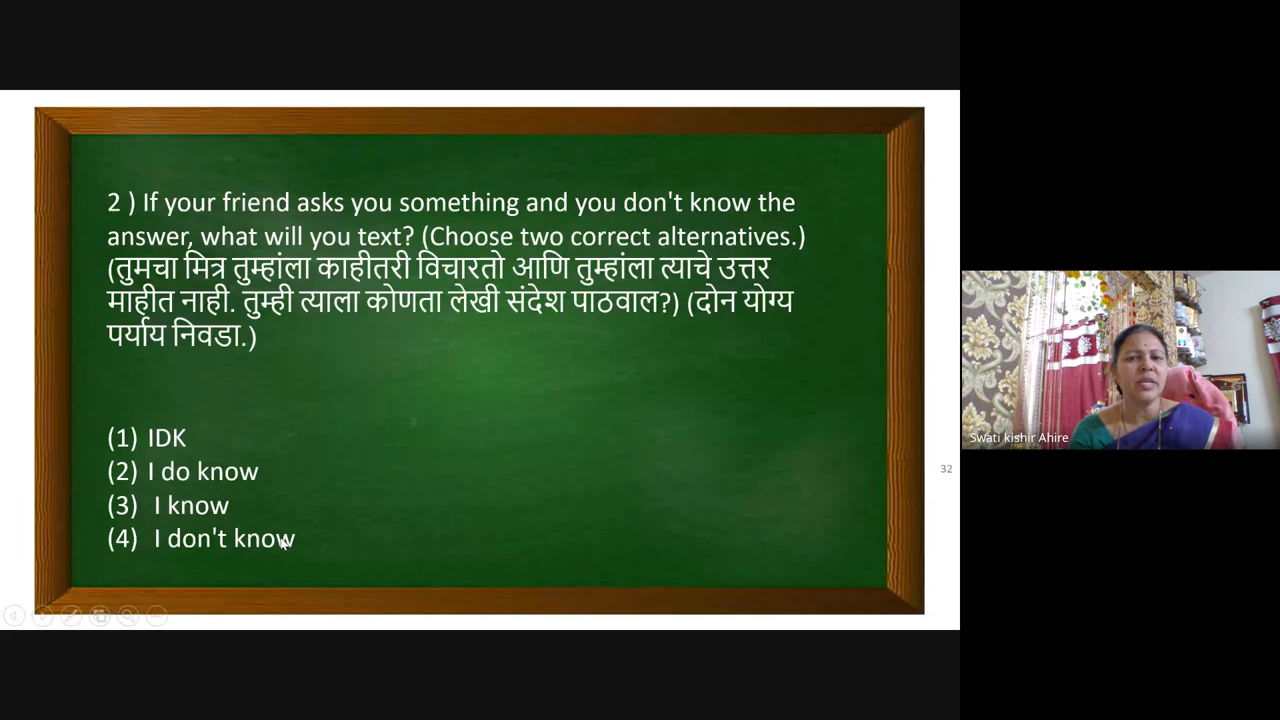 2 ) If your friend asks you something and you don't know the
answer, what will you text? (Choose two correct alternatives.)
(तुमचा मित्र तुम्हांला काहीतरी विचारतो आणि तुम्हांला त्याचे उत्तर
माहीत नाही. तुम्ही त्याला कोणता लेखी संदेश पाठवाल?) (दोन योग्य
पर्याय निवडा.)
(1) IDK
(2) I do know
(3) I know
(4) I don't know
32
Swati kishir Ahire